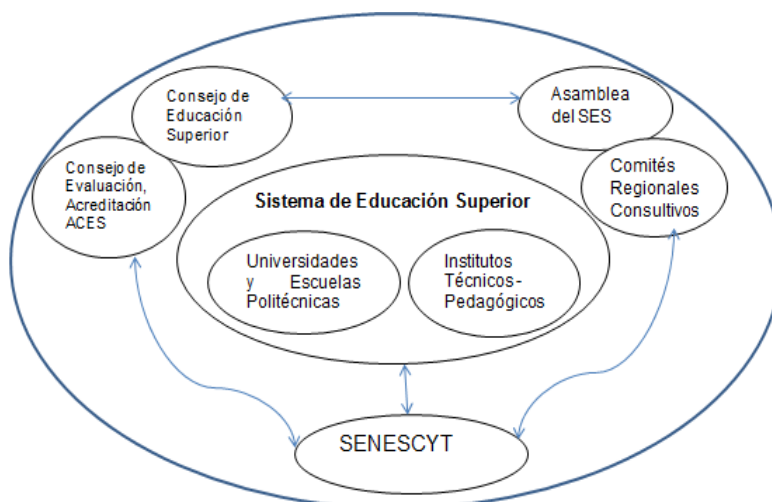 Consejo de
Educación
Superior
Asamblea
del SES
Consejo de
Evaluación,
Acreditación
ACES
Comités
Regionales
Consultivos
Sistema de Educación Superior
Universidades
y Escuelas
Politécnicas
Institutos
Técnicos-
Pedagógicos
SENESCYT